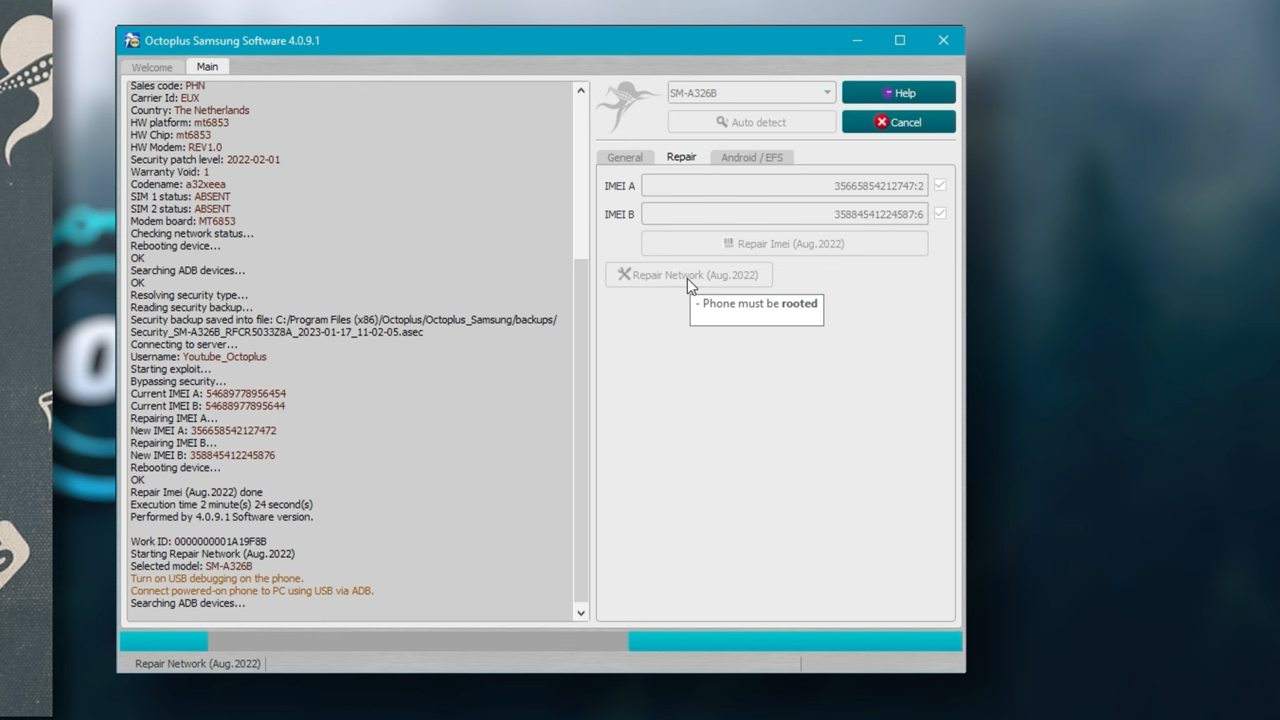 Octoplus Samsung Software 4.0.9.1
Welcome
Main
Sales code: PHN
Carrier Id: EUX
Country: The Netherlands
HW platform: mt6853
HW Chip: mt6853
HW Modem: REV1.0
Security patch level: 2022-02-01
Warranty Void: 1
Codename: a32xeea
SIM 1 status: ABSENT
SIM 2 status: ABSENT
Modem board: MT6853
Checking network status...
Rebooting device...
OK
Searching ADB devices...
OK
Resolving security type...
Reading security backup...
Security backup saved into file: C:/Program Files (x86)/Octoplus/Octoplus_Samsung/backups/
Security_SM-A326B_RFCR5033Z8A_2023-01-17_11-02-05.asec
Connecting to server...
Username: Youtube_Octoplus
Starting exploit...
Bypassing security...
Current IMEI A: 54689778956454
Current IMEI B: 54688977895644
Repairing IMEI A...
New IMEI A: 356658542127472
Repairing IMEI B...
New IMEI B: 358845412245876
Rebooting device...
OK
Repair Imei (Aug.2022) done
Execution time 2 minute(s) 24 second(s)
Performed by 4.0.9.1 Software version.
Work ID: 0000000001A19F8B
Starting Repair Network (Aug.2022)
Selected model: SM-A326B
Turn on USB debugging on the phone.
Connect powered-on phone to PC using USB via ADB.
Searching ADB devices...
SM-A326B
Help
Auto detect
Cancel
General
Repair
Android / EFS
IMEI A
35665854212747:2
IMEI B
35884541224587:6
Repair Imei (Aug.2022)
Repair Network (Aug.2022)
- Phone must be rooted
Repair Network (Aug.2022)